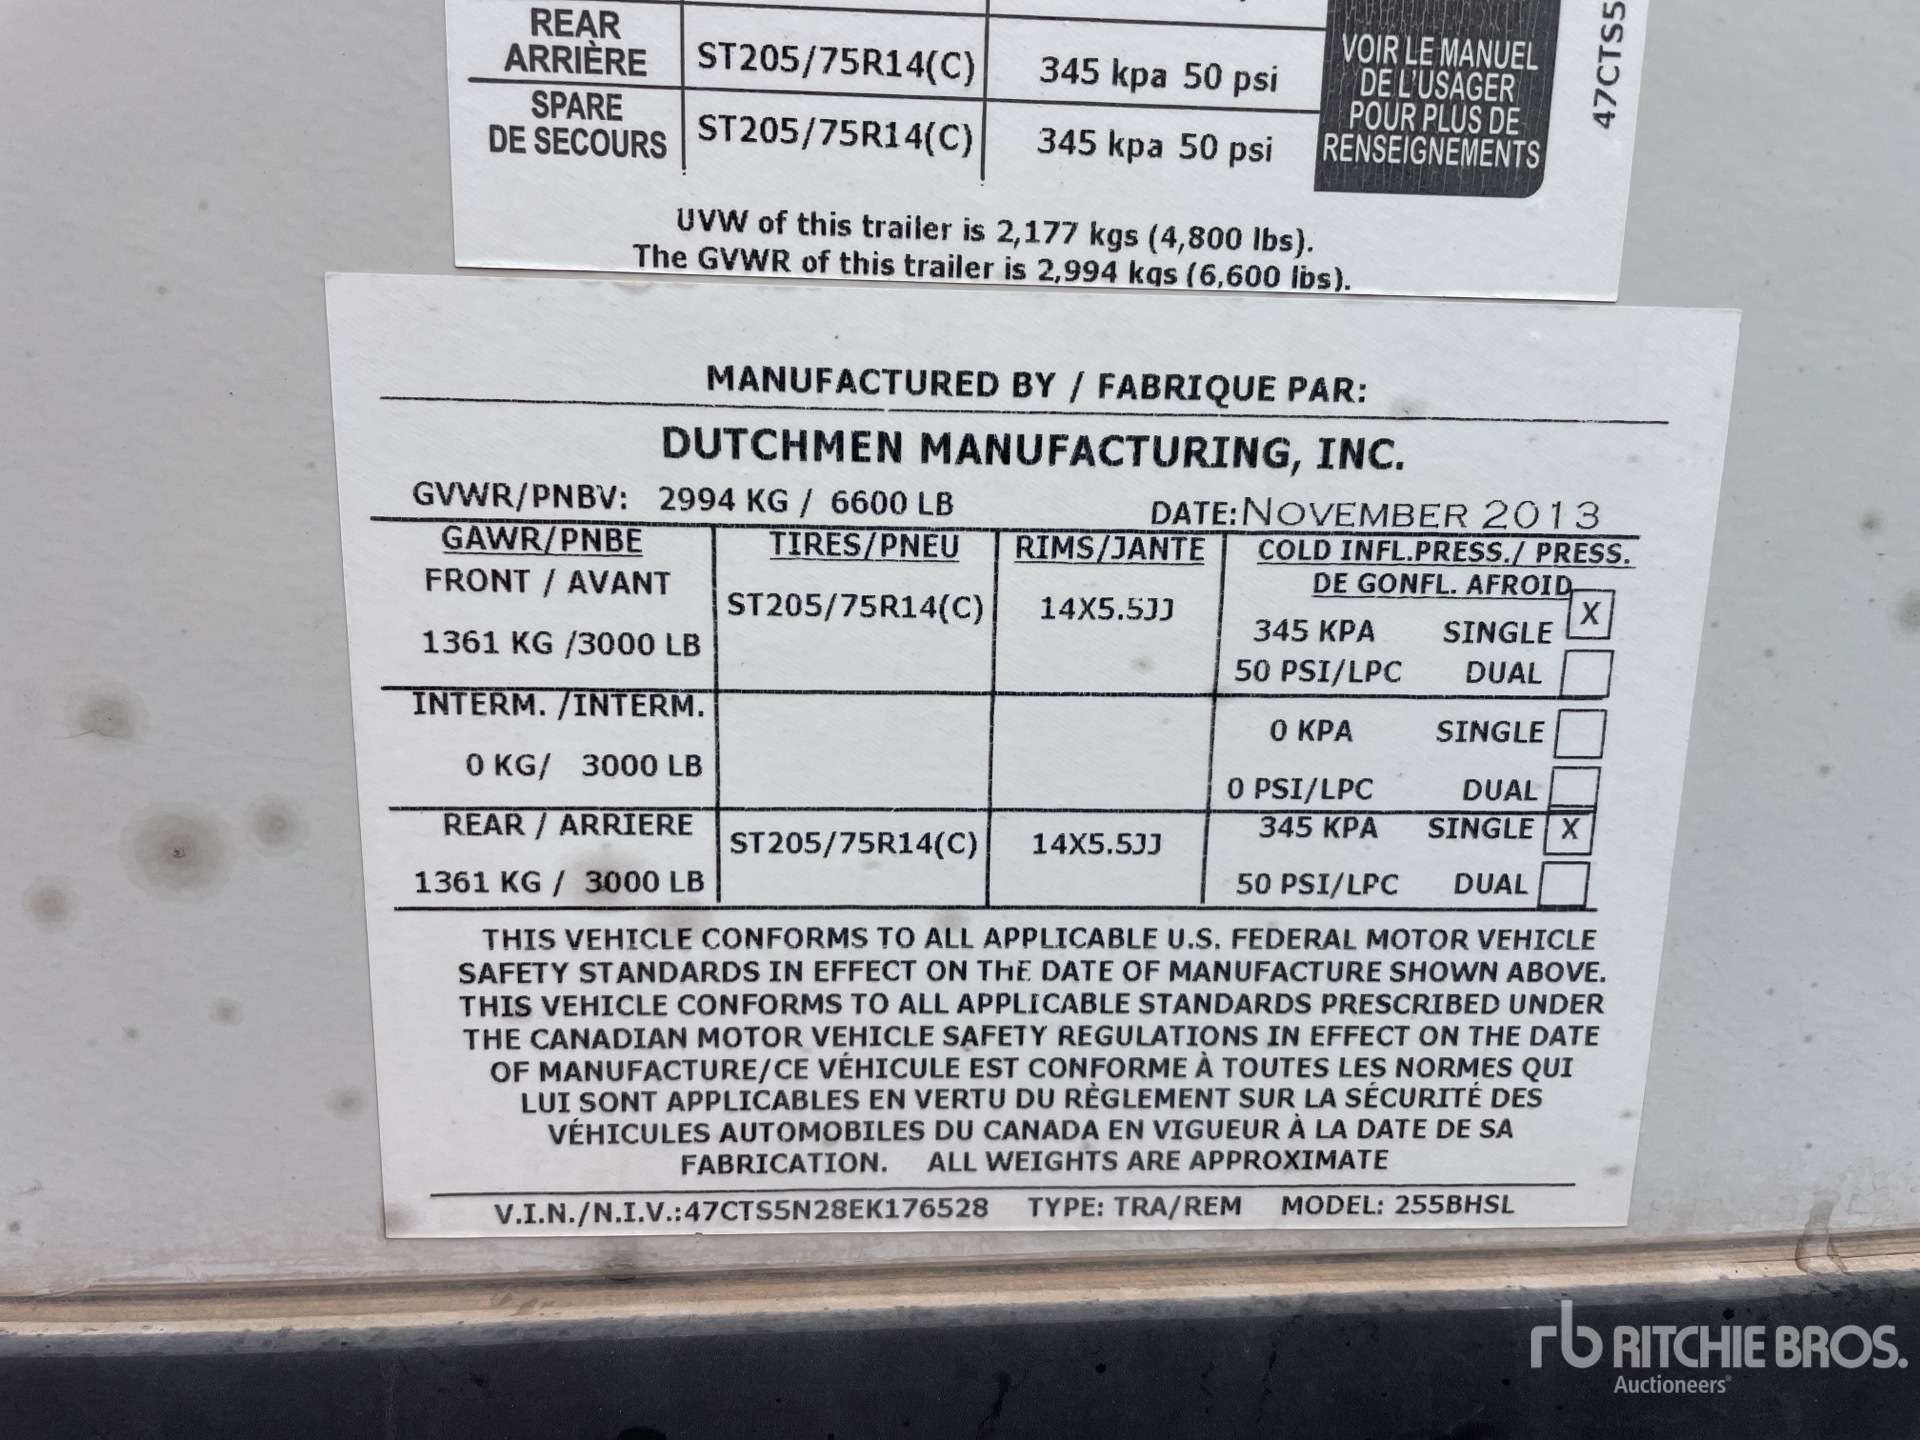 REAR
ARRIÈRE
ST205/75R14(C)
345 kpa 50 psi
SPARE
DE SECOURS
ST205/75R14(C)
345 kpa 50 psi
VOIR LE MANUEL
DE L'USAGER
POUR PLUS DE
RENSEIGNEMENTS
47CTS5
UVW of this trailer is 2,177 kgs (4,800 lbs).
The GVWR of this trailer is 2,994 kgs (6,600 lbs).
MANUFACTURED BY / FABRIQUE PAR:
DUTCHMEN MANUFACTURING, INC.
GVWR/PNBV: 2994 KG / 6600 LB DATE: NOVEMBER 2013
GAWR/PNBE TIRES/PNEU RIMS/JANTE COLD INFL.PRESS./ PRESS.
DE GONFL. AFROID
FRONT / AVANT
ST205/75R14(C) 14X5.5JJ
1361 KG /3000 LB
345 KPA SINGLE X
50 PSI/LPC DUAL
INTERM. /INTERM.
0 KPA SINGLE
0 KG/ 3000 LB
0 PSI/LPC DUAL
REAR / ARRIERE
ST205/75R14(C) 14X5.5JJ
345 KPA SINGLE X
1361 KG / 3000 LB
50 PSI/LPC DUAL
THIS VEHICLE CONFORMS TO ALL APPLICABLE U.S. FEDERAL MOTOR VEHICLE
SAFETY STANDARDS IN EFFECT ON THE DATE OF MANUFACTURE SHOWN ABOVE.
THIS VEHICLE CONFORMS TO ALL APPLICABLE STANDARDS PRESCRIBED UNDER
THE CANADIAN MOTOR VEHICLE SAFETY REGULATIONS IN EFFECT ON THE DATE
OF MANUFACTURE/CE VÉHICULE EST CONFORME À TOUTES LES NORMES QUI
LUI SONT APPLICABLES EN VERTU DU RÈGLEMENT SUR LA SÉCURITÉ DES
VÉHICULES AUTOMOBILES DU CANADA EN VIGUEUR À LA DATE DE SA
FABRICATION. ALL WEIGHTS ARE APPROXIMATE
V.I.N./N.I.V.:47CTS5N28EK176528 TYPE: TRA/REM MODEL: 255BHSL
rb RITCHIE BROS.
Auctioneers